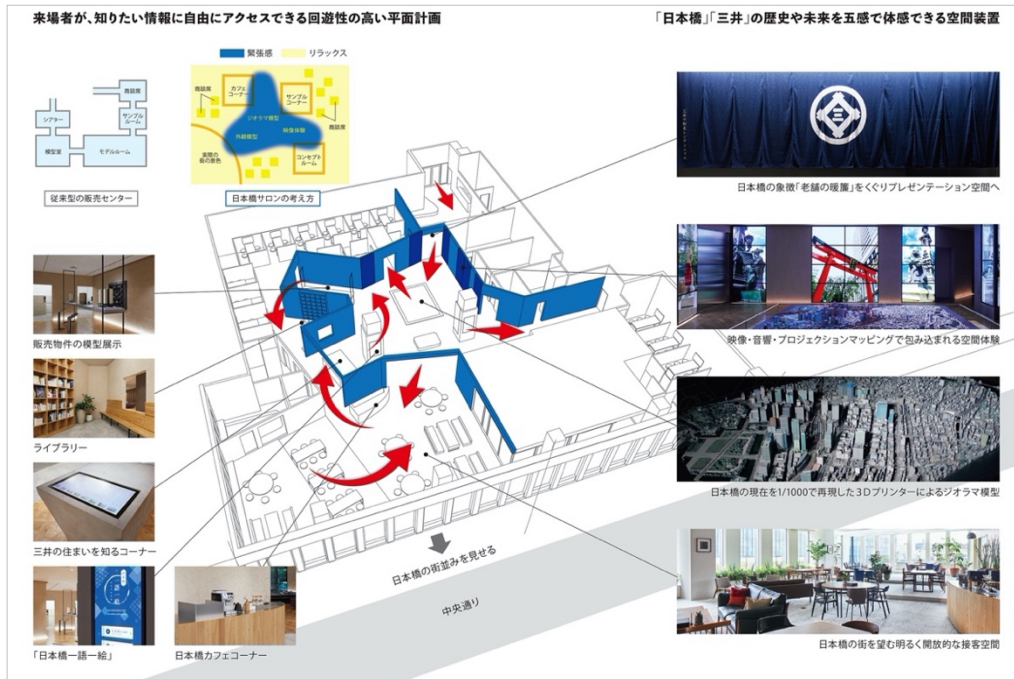 来場者が、知りたい情報に自由にアクセスできる回遊性の高い平面計画
「日本橋」「三井」の歴史や未来を五感で体感できる空間装置
緊張感
リラックス
商談席
シアター
サンプル
ルーム
模型室
モデルルーム
従来型の販売センター
商談席
カフェ
コーナー
サンプル
コーナー
ジオラマ模型
商談席
外観模型
映像体験
実際の
街の景色
コンセプト
ルーム
日本橋サロンの考え方
販売物件の模型展示
ライブラリー
三井の住まいを知るコーナー
「日本橋一語一絵」
日本橋カフェコーナー
日本橋の街並みを見せる
中央通り
三
日本橋の象徴「老舗の暖簾」をくぐりプレゼンテーション空間へ
映像・音響・プロジェクションマッピングで包み込まれる空間体験
日本橋の現在を1/1000で再現した3Dプリンターによるジオラマ模型
日本橋の街を望む明るく開放的な接客空間